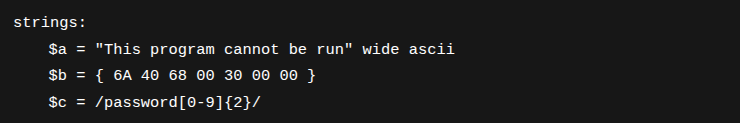 strings:
$a = "This program cannot be run" wide ascii
$b = { 6A 40 68 00 30 00 00 }
$c = /password[0-9]{2}/